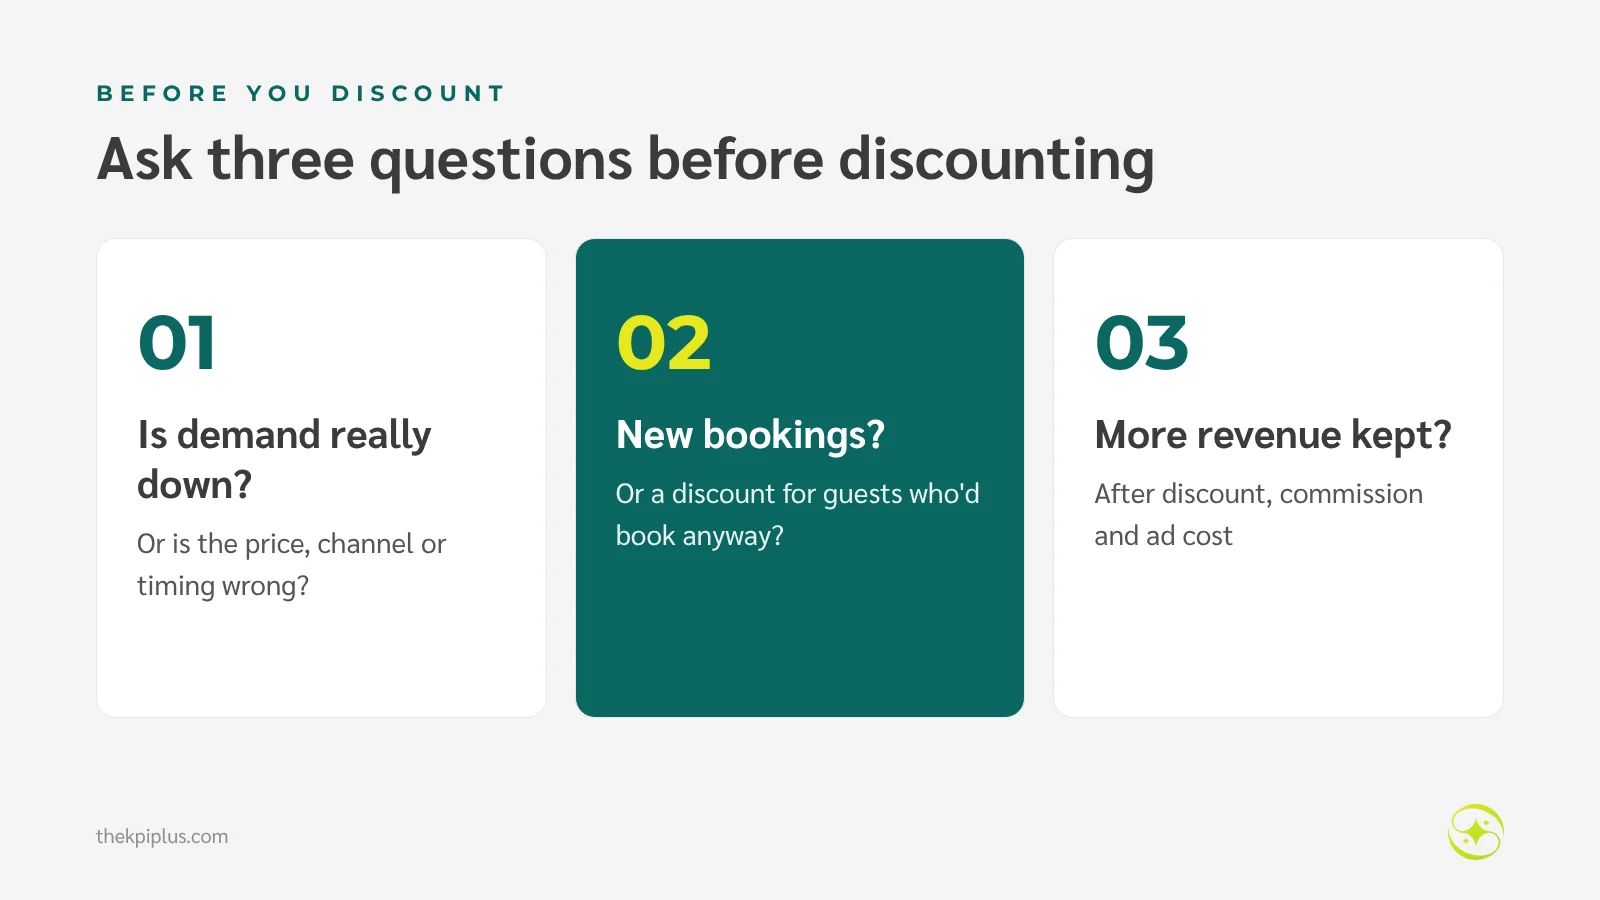 BEFORE YOU DISCOUNT
Ask three questions before discounting
01
Is demand really
down?
Or is the price, channel or
timing wrong?
02
New bookings?
Or a discount for guests who'd
book anyway?
03
More revenue kept?
After discount, commission
and ad cost
thekpiplus.com